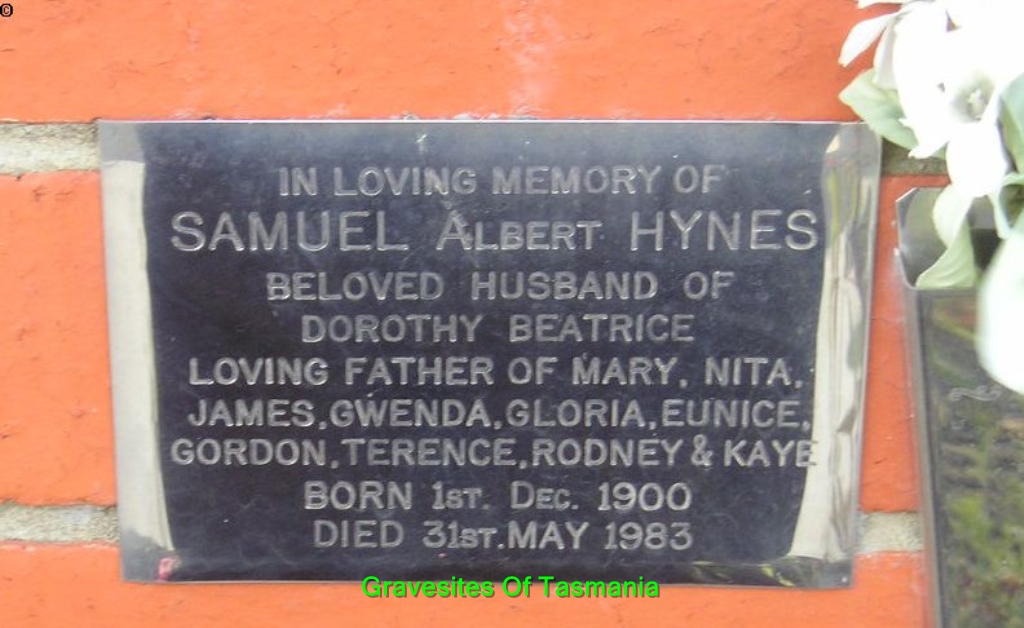 ©
IN LOVING MEMORY OF
SAMUEL ALBERT HYNES
BELOVED HUSBAND OF
DOROTHY BEATRICE
LOVING FATHER OF MARY, NITA,
JAMES, GWENDA, GLORIA, EUNICE,
GORDON, TERENCE, RODNEY & KAYE
BORN 1ST. DEC. 1900
DIED 31ST. MAY 1983
Gravesites Of Tasmania